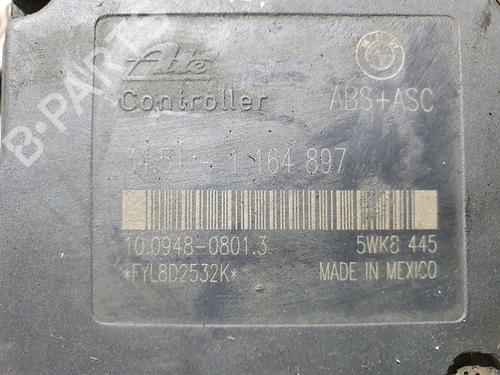 Ate
BMW
Controller ABS+ASC
34.51- 1 164 897
10.0948-0801.3 5WK8 445
*FYL8D2532K* MADE IN MEXICO
B-PARTS